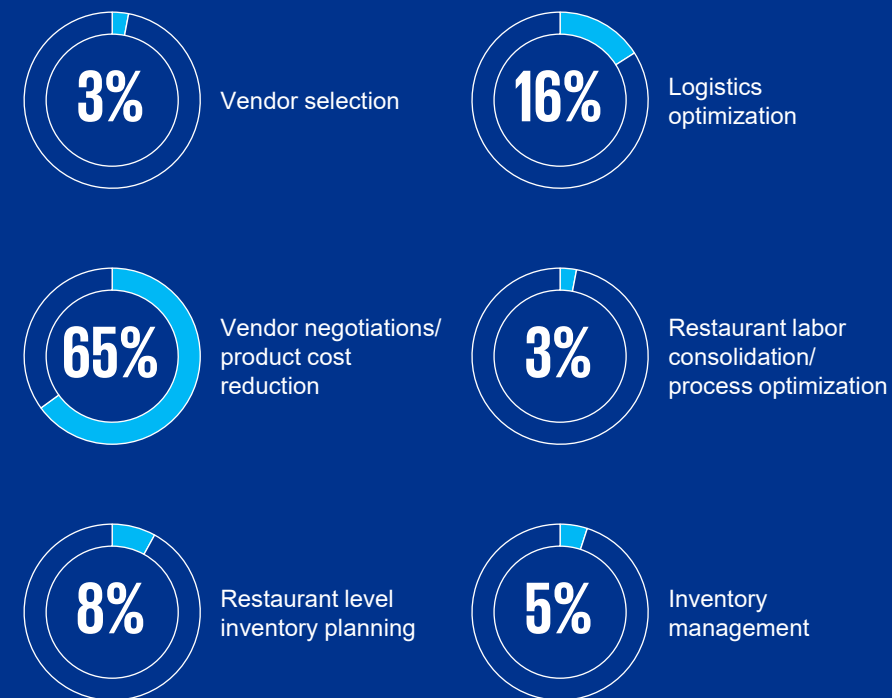 3%
Vendor selection
16%
Logistics
optimization
65%
Vendor negotiations/
product cost
reduction
3%
Restaurant labor
consolidation/
process optimization
8%
Restaurant level
inventory planning
5%
Inventory
management